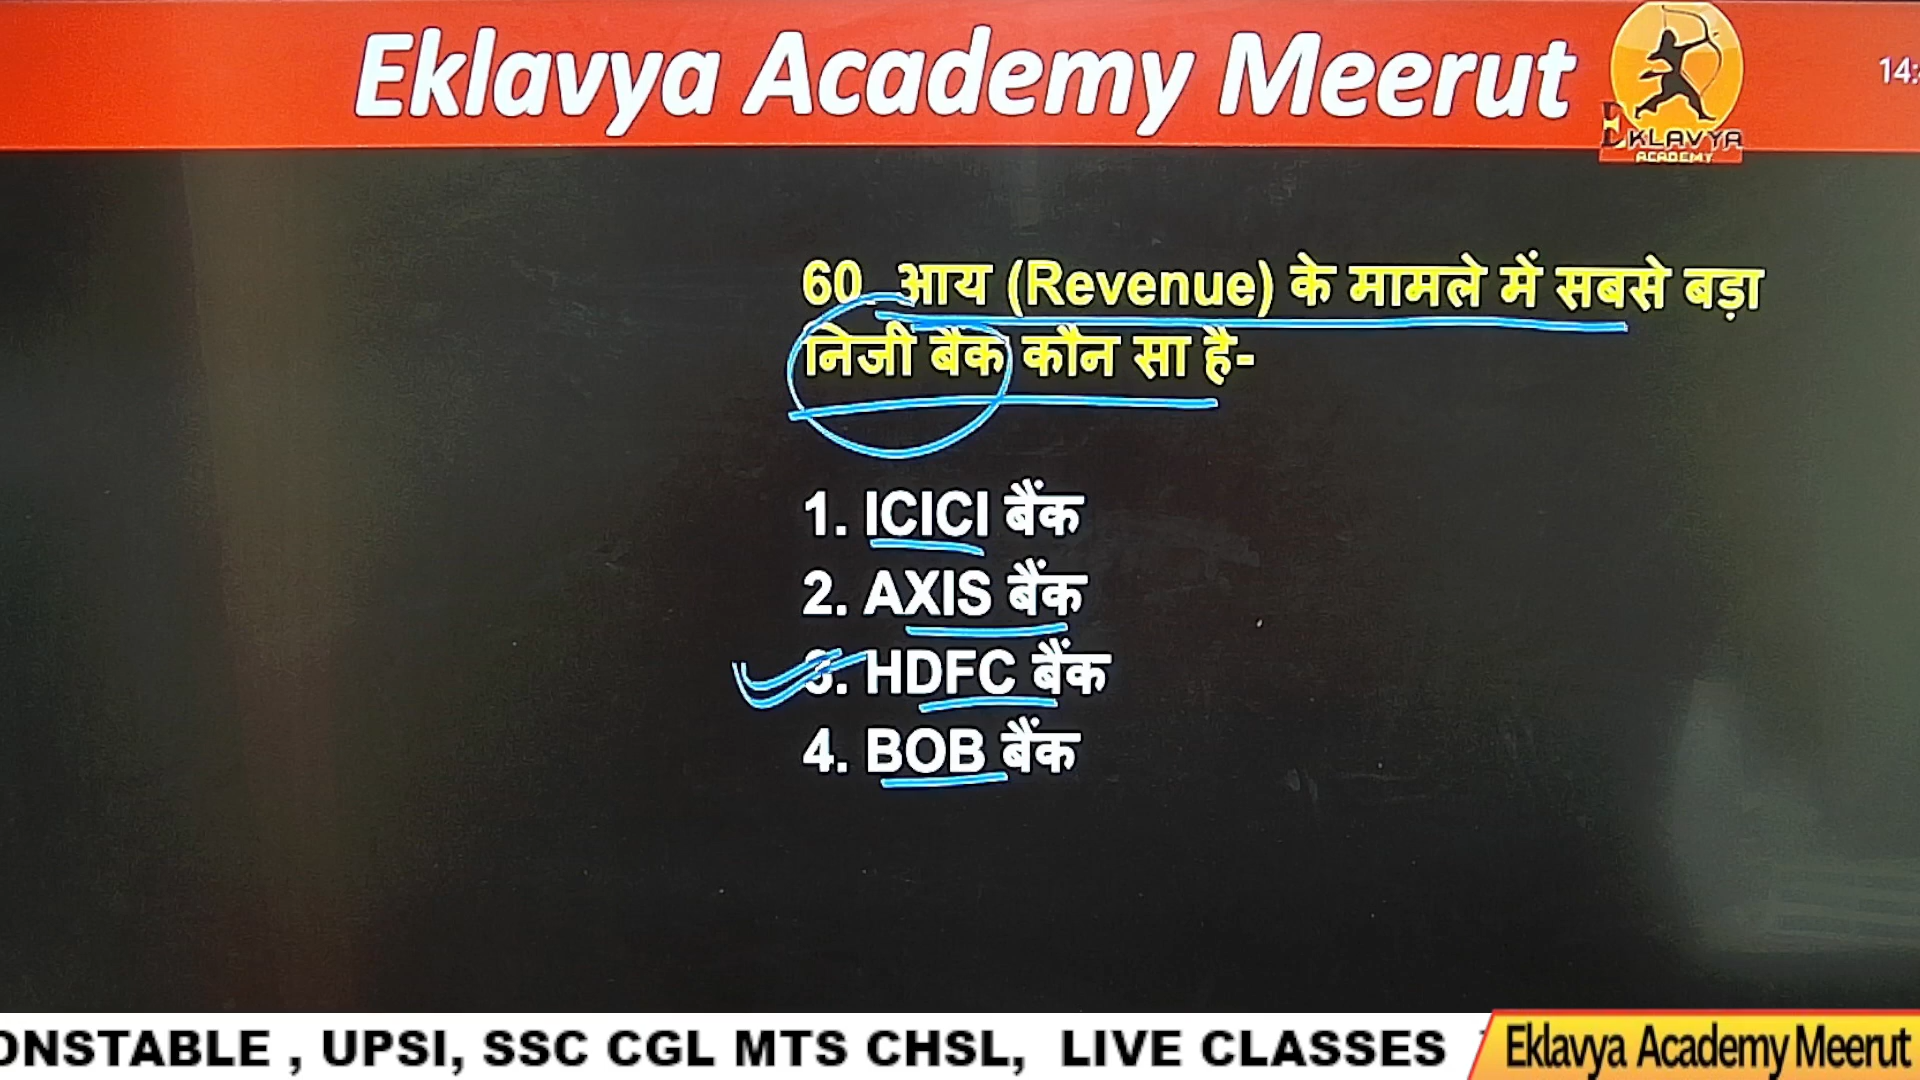 Eklavya Academy Meerut
EKLAVYA
ACADEMY
60. आय (Revenue) के मामले में सबसे बड़ा
निजी बैंक कौन सा है-
1. ICICI बैंक
2. AXIS बैंक
3. HDFC बैंक
4. BOB बैंक
ONSTABLE , UPSI, SSC CGL MTS CHSL, LIVE CLASSES
Eklavya Academy Meerut